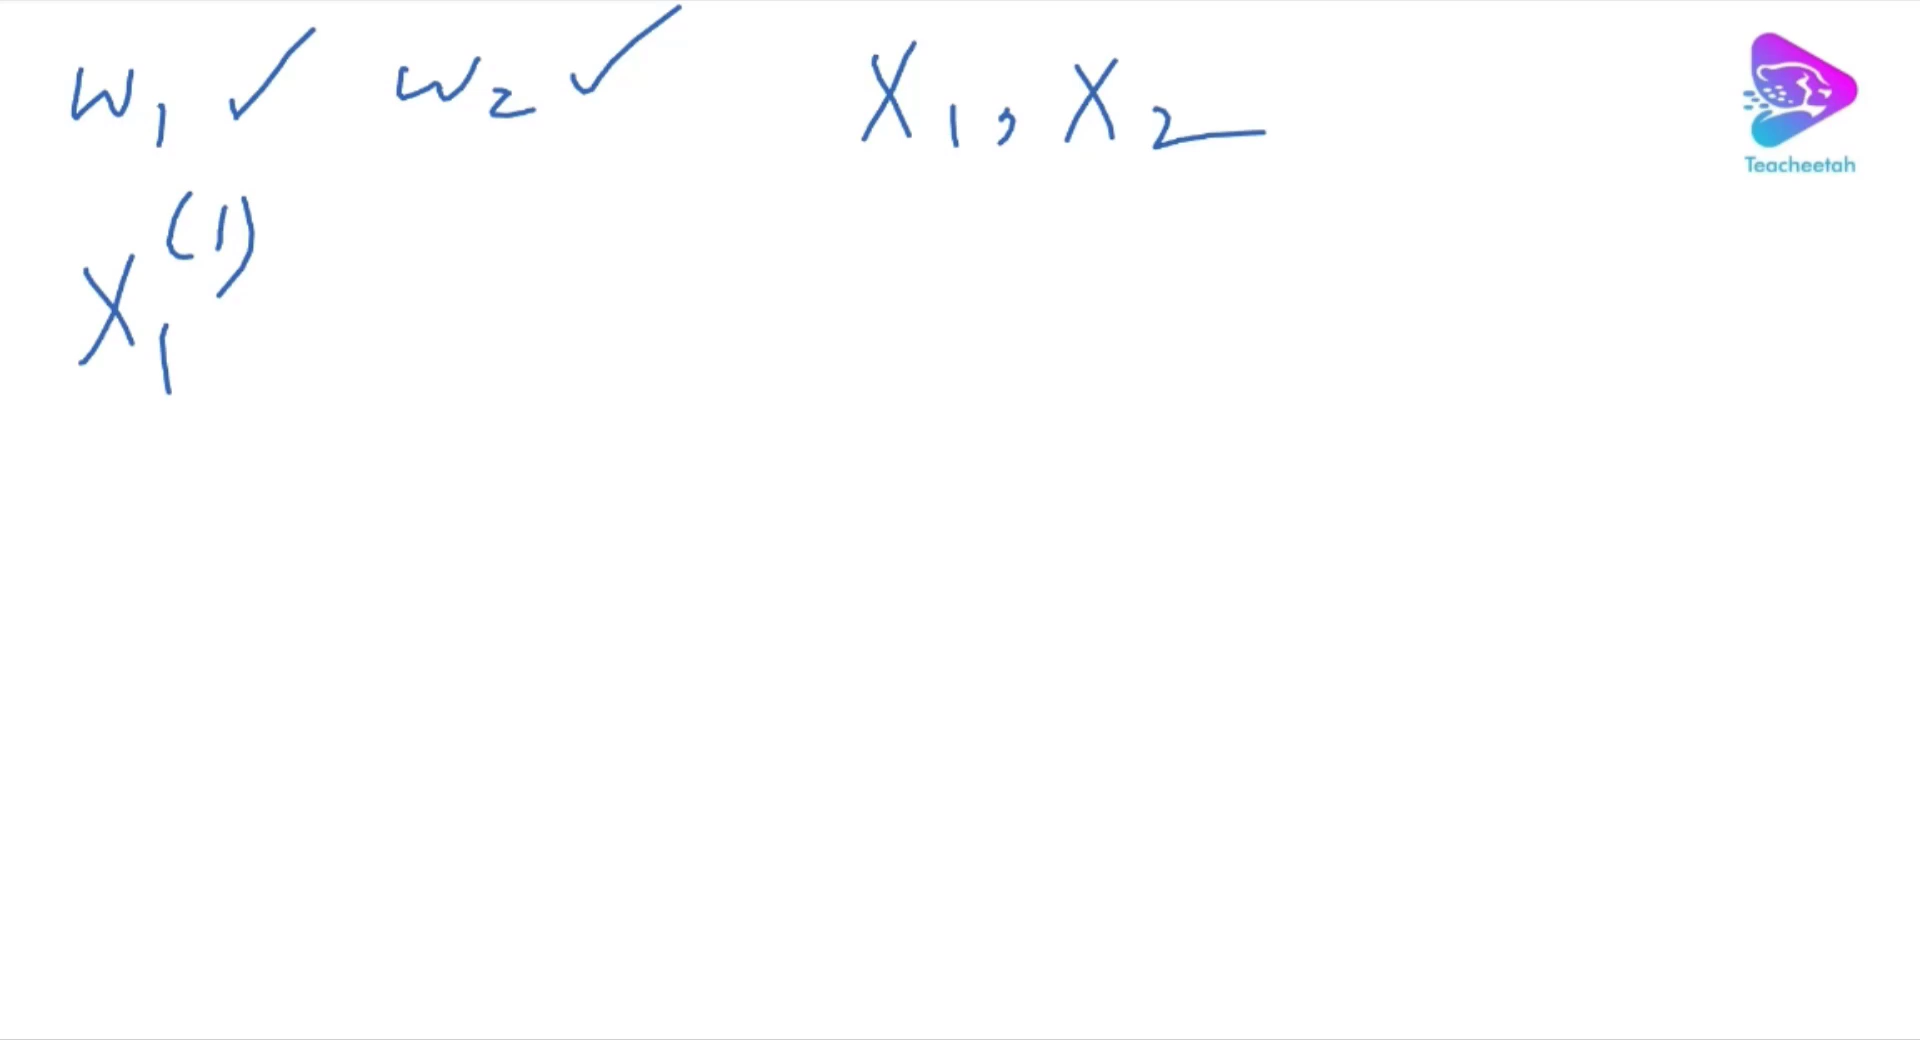 w₁ ✓ w₂ ✓ X₁, X₂
X₁⁽¹⁾
Teacheetah